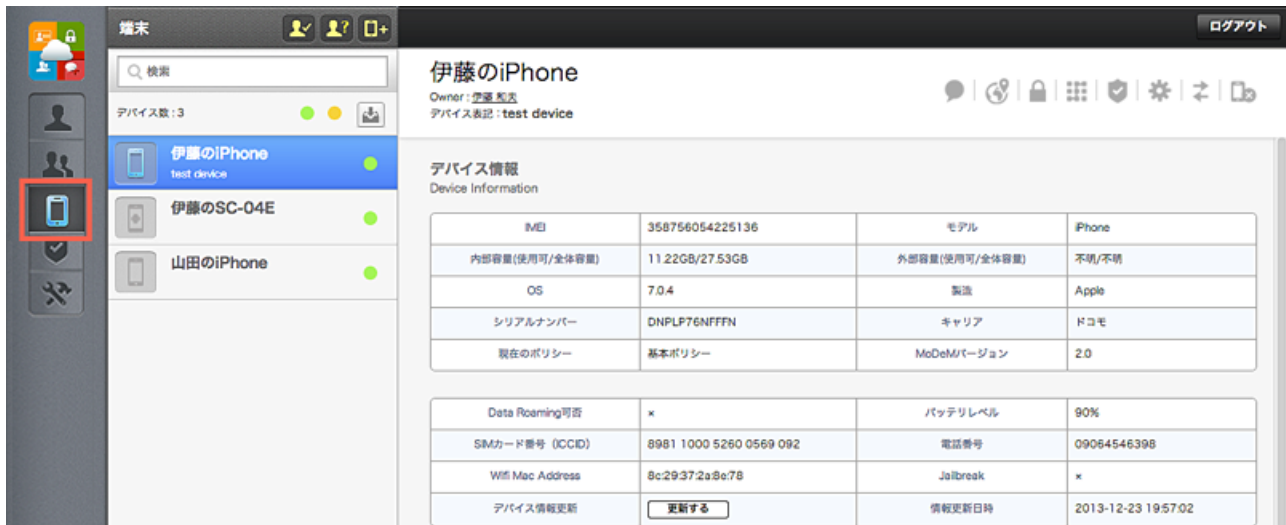 端末
ログアウト
検索
デバイス数:3
伊藤のiPhone
test device
伊藤のSC-04E
山田のiPhone
伊藤のiPhone
Owner : 伊藤 和夫
デバイス表記 : test device
デバイス情報
Device Information
IMEI 358756054225136 モデル iPhone
内部容量(使用可/全体容量) 11.22GB/27.53GB 外部容量(使用可/全体容量) 不明/不明
OS 7.0.4 製造 Apple
シリアルナンバー DNPLP76NFFFN キャリア ドコモ
現在のポリシー 基本ポリシー MoDeMバージョン 2.0
Data Roaming可否 × バッテリレベル 90%
SIMカード番号 (ICCID) 8981 1000 5260 0569 092 電話番号 09064546398
Wifi Mac Address 8c:29:37:2a:8e:78 Jailbreak ×
デバイス情報更新 更新する 情報更新日時 2013-12-23 19:57:02